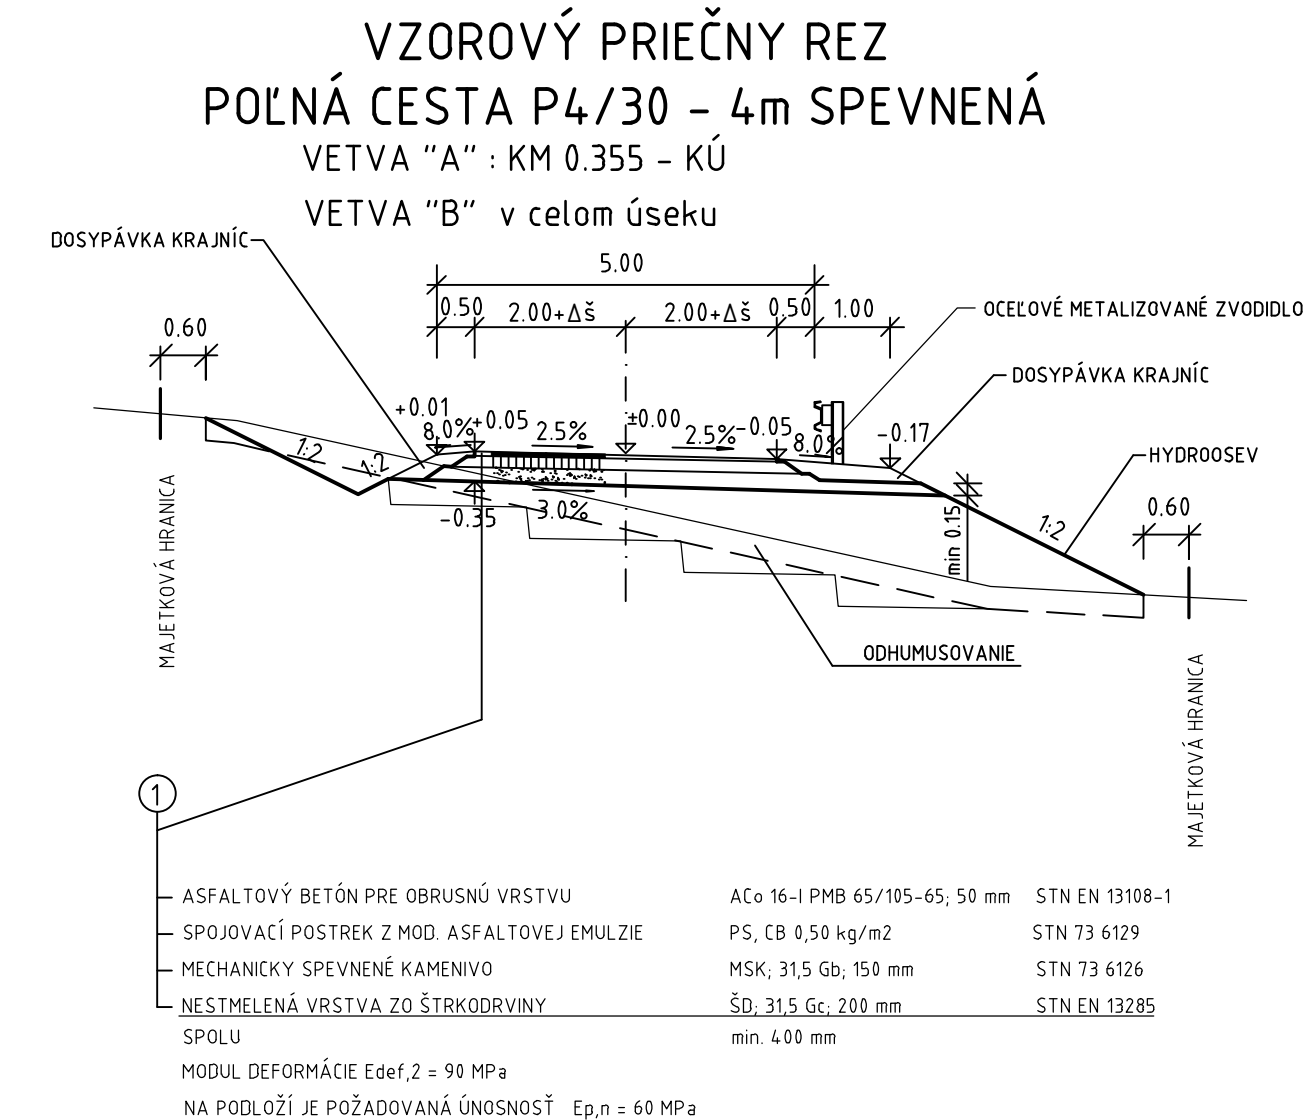 VZOROVÝ PRIEČNY REZ
POĽNÁ CESTA P4/30 - 4m SPEVNENÁ
VETVA "A" : KM 0.355 - KÚ
VETVA "B" v celom úseku
DOSYPÁVKA KRAJNÍC
5.00
0.50 2.00+Δš 2.00+Δš 0.50 1.00
OCEĽOVÉ METALIZOVANÉ ZVODIDLO
0.60
DOSYPÁVKA KRAJNÍC
+0.01 +0.05 ±0.00 -0.05 -0.17
8.0% 2.5% 2.5% 8.0%
1:2 1:2
HYDROOSEV
-0.35 3.0%
min 0.15
1:2
0.60
MAJETKOVÁ HRANICA
ODHUMUSOVANIE
MAJETKOVÁ HRANICA
1
ASFALTOVÝ BETÓN PRE OBRUSNÚ VRSTVU ACo 16-I PMB 65/105-65; 50 mm STN EN 13108-1
SPOJOVACÍ POSTREK Z MOD. ASFALTOVEJ EMULZIE PS, CB 0,50 kg/m2 STN 73 6129
MECHANICKY SPEVNENÉ KAMENIVO MSK; 31,5 Gb; 150 mm STN 73 6126
NESTMELENÁ VRSTVA ZO ŠTRKODRVINY ŠD; 31,5 Gc; 200 mm STN EN 13285
SPOLU min. 400 mm
MODUL DEFORMÁCIE Edef,2 = 90 MPa
NA PODLOŽÍ JE POŽADOVANÁ ÚNOSNOSŤ Ep,n = 60 MPa